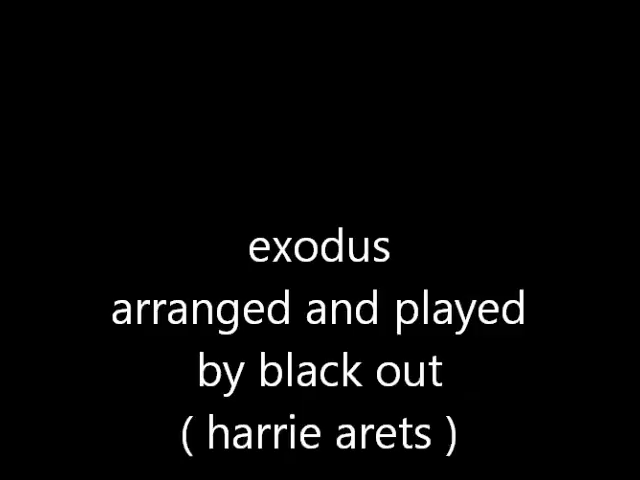 exodus
arranged and played
by black out
( harrie arets )